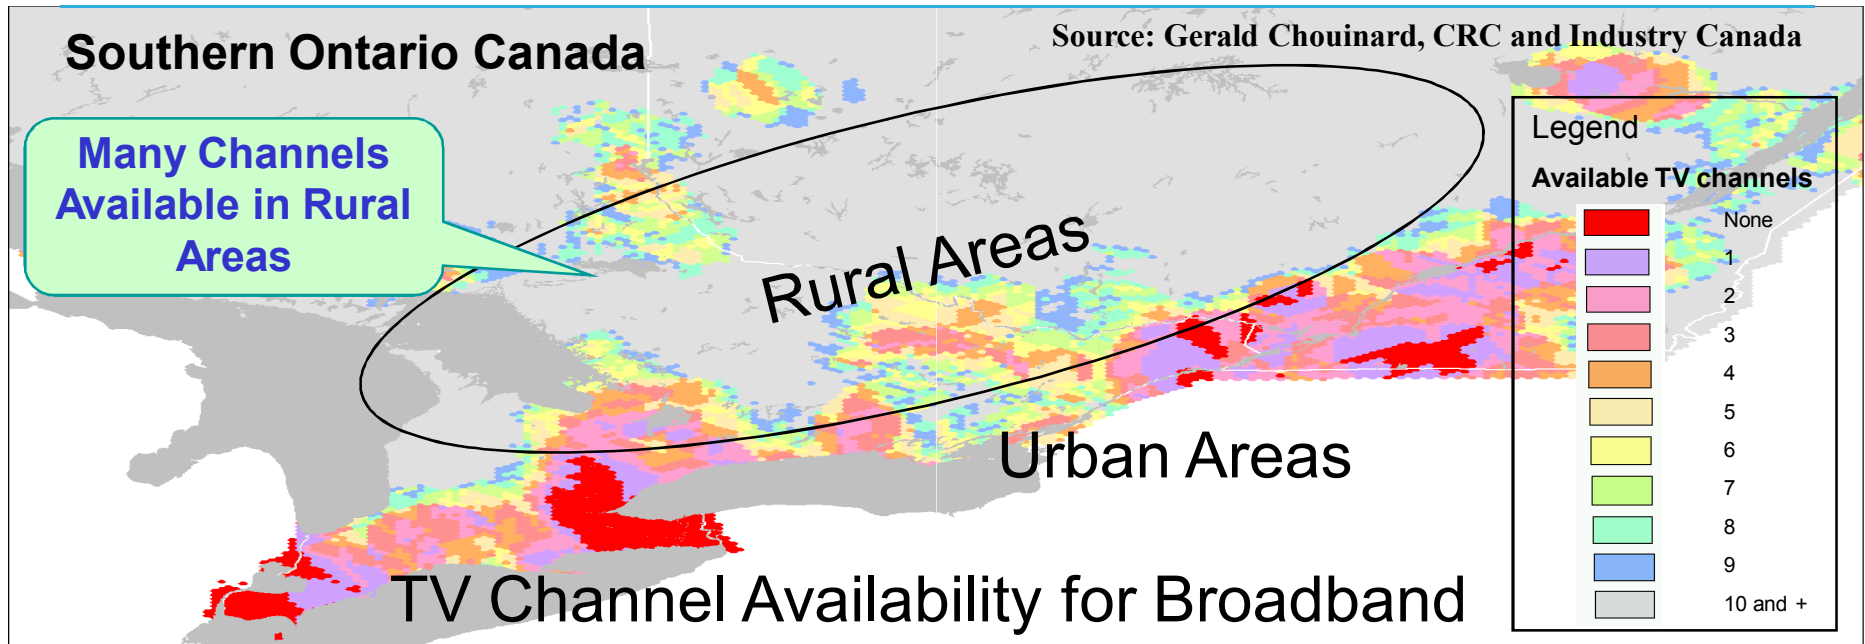 Southern Ontario Canada
Source: Gerald Chouinard, CRC and Industry Canada
Many Channels
Available in Rural
Areas
Rural Areas
Urban Areas
TV Channel Availability for Broadband
Legend
Available TV channels
None
1
2
3
4
5
6
7
8
9
10 and +